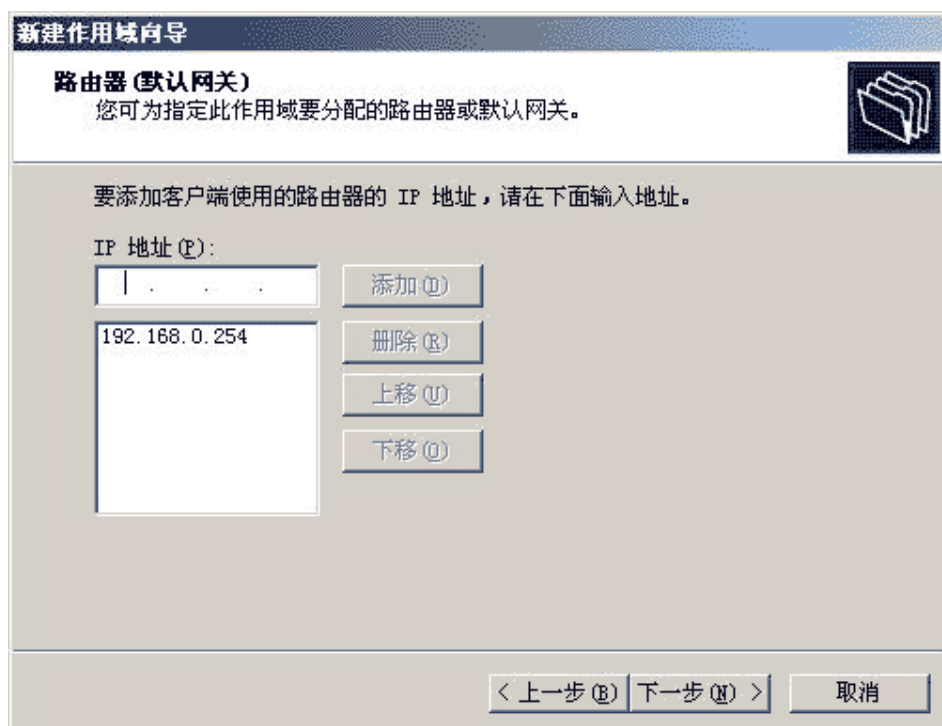 新建作用域向导
路由器(默认网关)
您可为指定此作用域要分配的路由器或默认网关。
要添加客户端使用的路由器的 IP 地址,请在下面输入地址。
IP 地址(P):
. . .
添加(D)
192.168.0.254
删除(R)
上移(U)
下移(O)
< 上一步(B) 下一步(N) > 取消